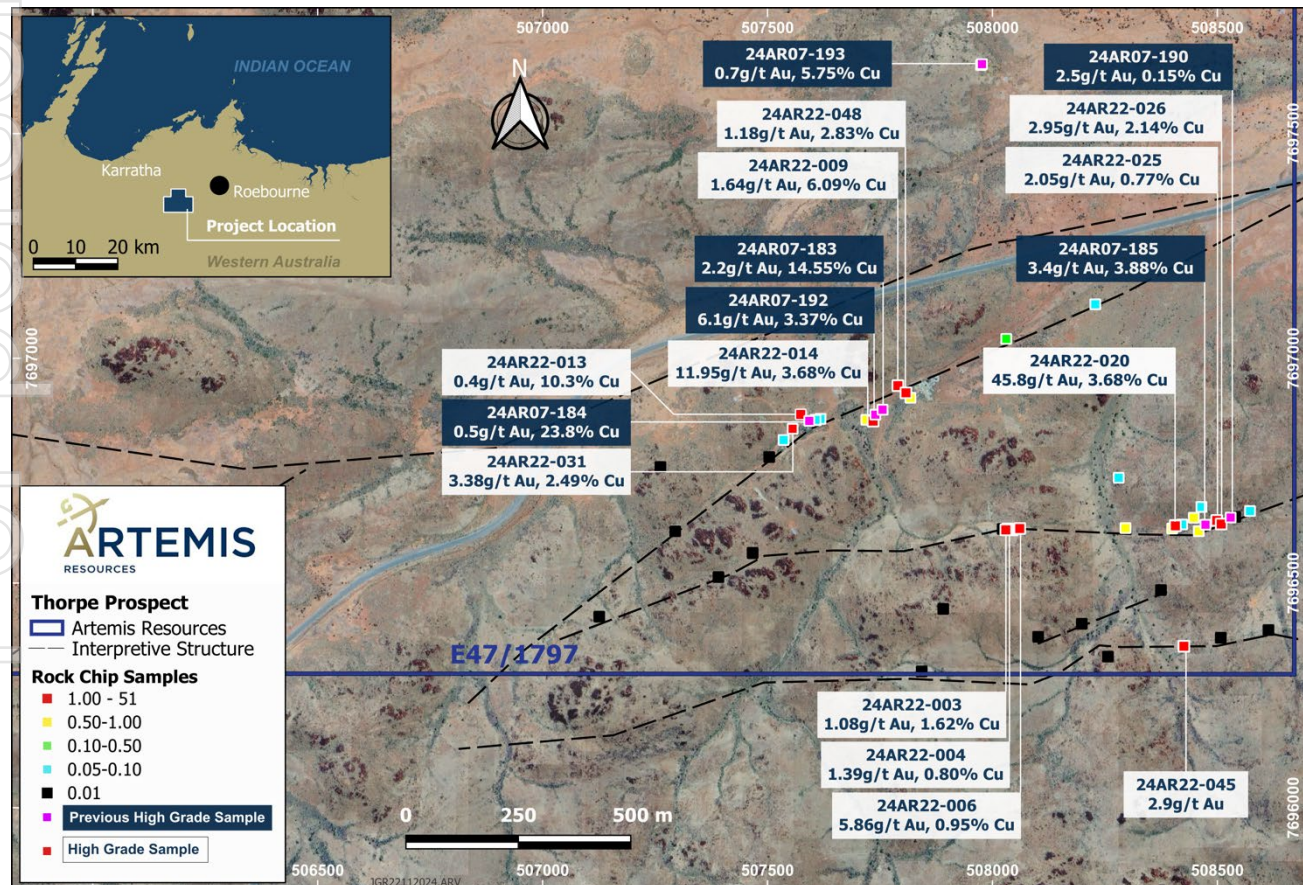 507000
507500
508000
508500
INDIAN OCEAN
Karratha
Roebourne
Project Location
0 10 20 km
Western Australia
N
24AR07-193
0.7g/t Au, 5.75% Cu
24AR07-190
2.5g/t Au, 0.15% Cu
24AR22-048
1.18g/t Au, 2.83% Cu
24AR22-026
2.95g/t Au, 2.14% Cu
24AR22-009
1.64g/t Au, 6.09% Cu
24AR22-025
2.05g/t Au, 0.77% Cu
7697500
24AR07-183
2.2g/t Au, 14.55% Cu
24AR07-185
3.4g/t Au, 3.88% Cu
24AR07-192
6.1g/t Au, 3.37% Cu
24AR22-013
0.4g/t Au, 10.3% Cu
24AR22-014
11.95g/t Au, 3.68% Cu
24AR22-020
45.8g/t Au, 3.68% Cu
7697000
7697000
24AR07-184
0.5g/t Au, 23.8% Cu
24AR22-031
3.38g/t Au, 2.49% Cu
7696500
E47/1797
24AR22-003
1.08g/t Au, 1.62% Cu
24AR22-004
1.39g/t Au, 0.80% Cu
24AR22-006
5.86g/t Au, 0.95% Cu
24AR22-045
2.9g/t Au
7696000
ARTEMIS
RESOURCES
Thorpe Prospect
Artemis Resources
Interpretive Structure
Rock Chip Samples
1.00 - 51
0.50-1.00
0.10-0.50
0.05-0.10
0.01
Previous High Grade Sample
High Grade Sample
0 250 500 m
506500
507000
507500
508000
508500
JGR22112024_ARV